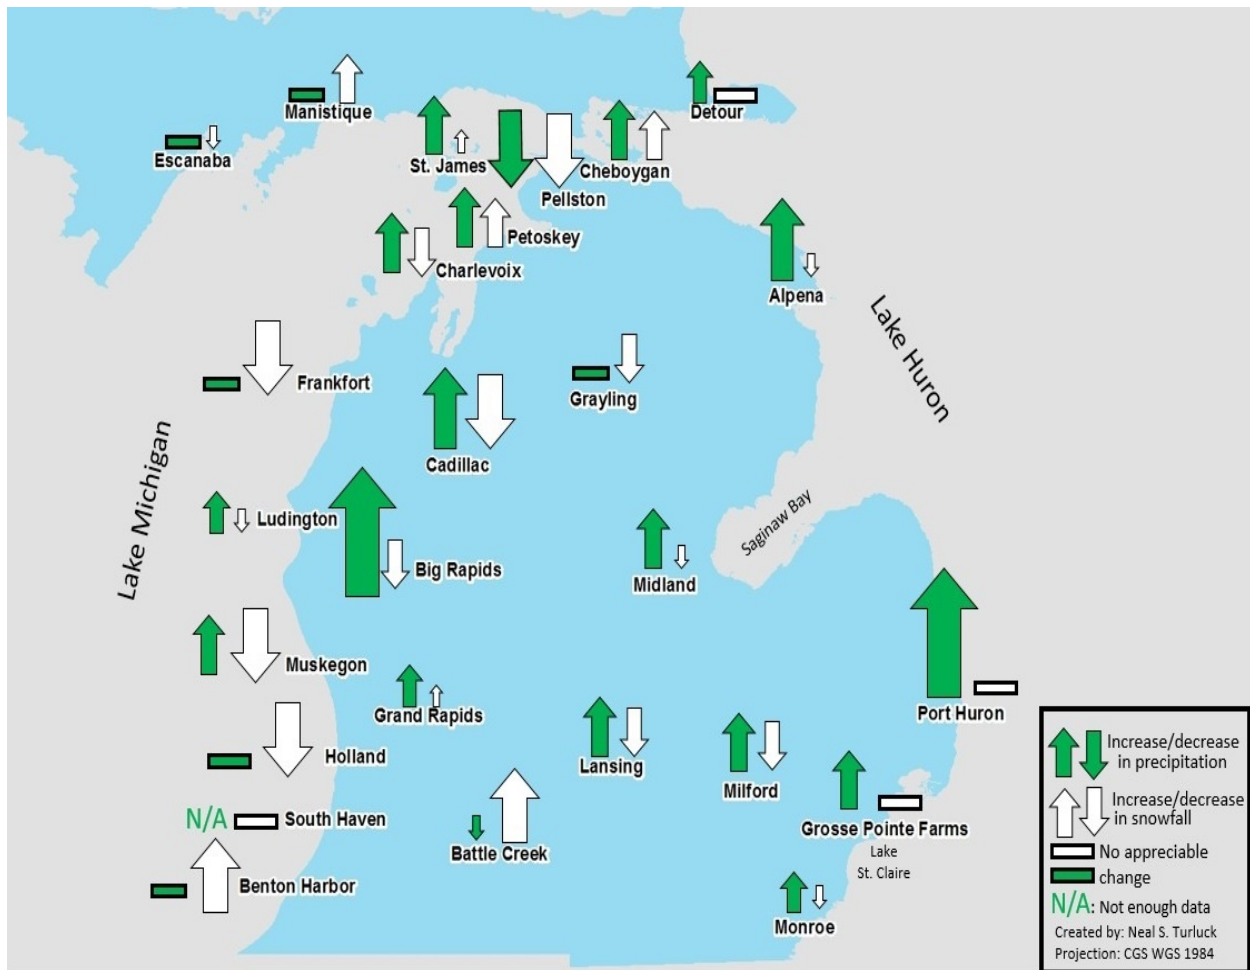 Manistique
Detour
Escanaba
St. James
Cheboygan
Pellston
Petoskey
Charlevoix
Alpena
Lake Huron
Frankfort
Grayling
Cadillac
Lake Michigan
Ludington
Saginaw Bay
Big Rapids
Midland
Muskegon
Grand Rapids
Port Huron
Holland
Lansing
Milford
N/A
South Haven
Grosse Pointe Farms
Battle Creek
Lake
St. Claire
Benton Harbor
Monroe
Increase/decrease
in precipitation
Increase/decrease
in snowfall
No appreciable
change
N/A: Not enough data
Created by: Neal S. Turluck
Projection: CGS WGS 1984